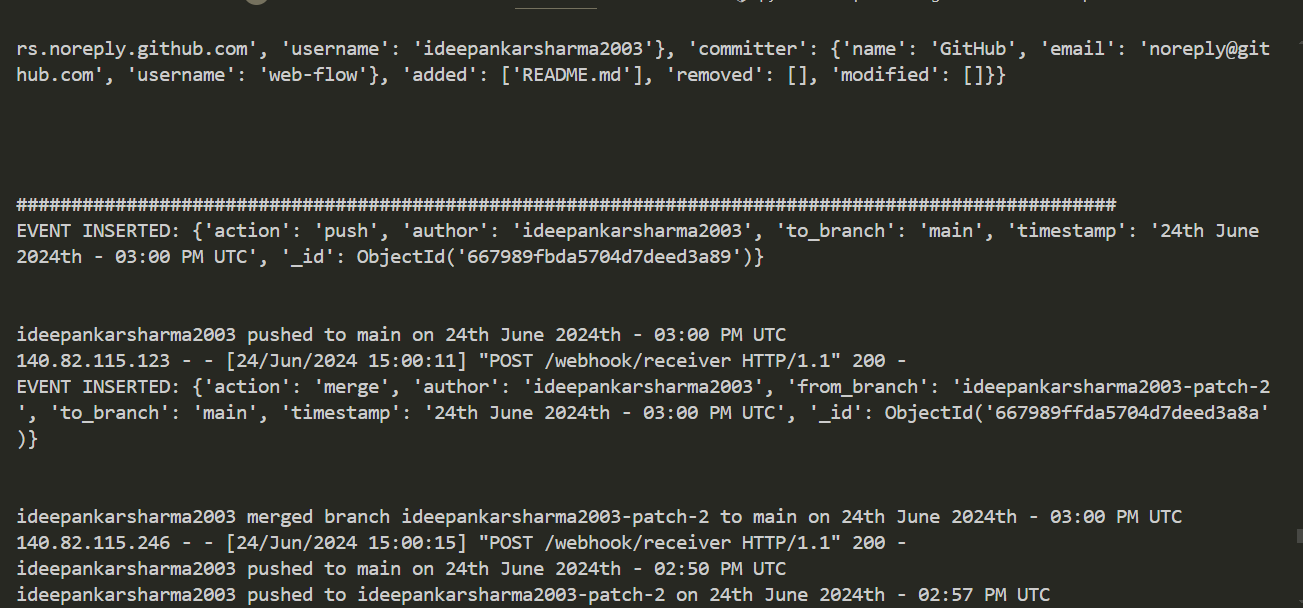 rs.noreply.github.com', 'username': 'ideepankarsharma2003'}, 'committer': {'name': 'GitHub', 'email': 'noreply@git
hub.com', 'username': 'web-flow'}, 'added': ['README.md'], 'removed': [], 'modified': []}}
####################################################################################################
EVENT INSERTED: {'action': 'push', 'author': 'ideepankarsharma2003', 'to_branch': 'main', 'timestamp': '24th June
2024th - 03:00 PM UTC', '_id': ObjectId('667989fbda5704d7deed3a89')}
ideepankarsharma2003 pushed to main on 24th June 2024th - 03:00 PM UTC
140.82.115.123 - - [24/Jun/2024 15:00:11] "POST /webhook/receiver HTTP/1.1" 200 -
EVENT INSERTED: {'action': 'merge', 'author': 'ideepankarsharma2003', 'from_branch': 'ideepankarsharma2003-patch-2
', 'to_branch': 'main', 'timestamp': '24th June 2024th - 03:00 PM UTC', '_id': ObjectId('667989ffda5704d7deed3a8a'
)}
ideepankarsharma2003 merged branch ideepankarsharma2003-patch-2 to main on 24th June 2024th - 03:00 PM UTC
140.82.115.246 - - [24/Jun/2024 15:00:15] "POST /webhook/receiver HTTP/1.1" 200 -
ideepankarsharma2003 pushed to main on 24th June 2024th - 02:50 PM UTC
ideepankarsharma2003 pushed to ideepankarsharma2003-patch-2 on 24th June 2024th - 02:57 PM UTC